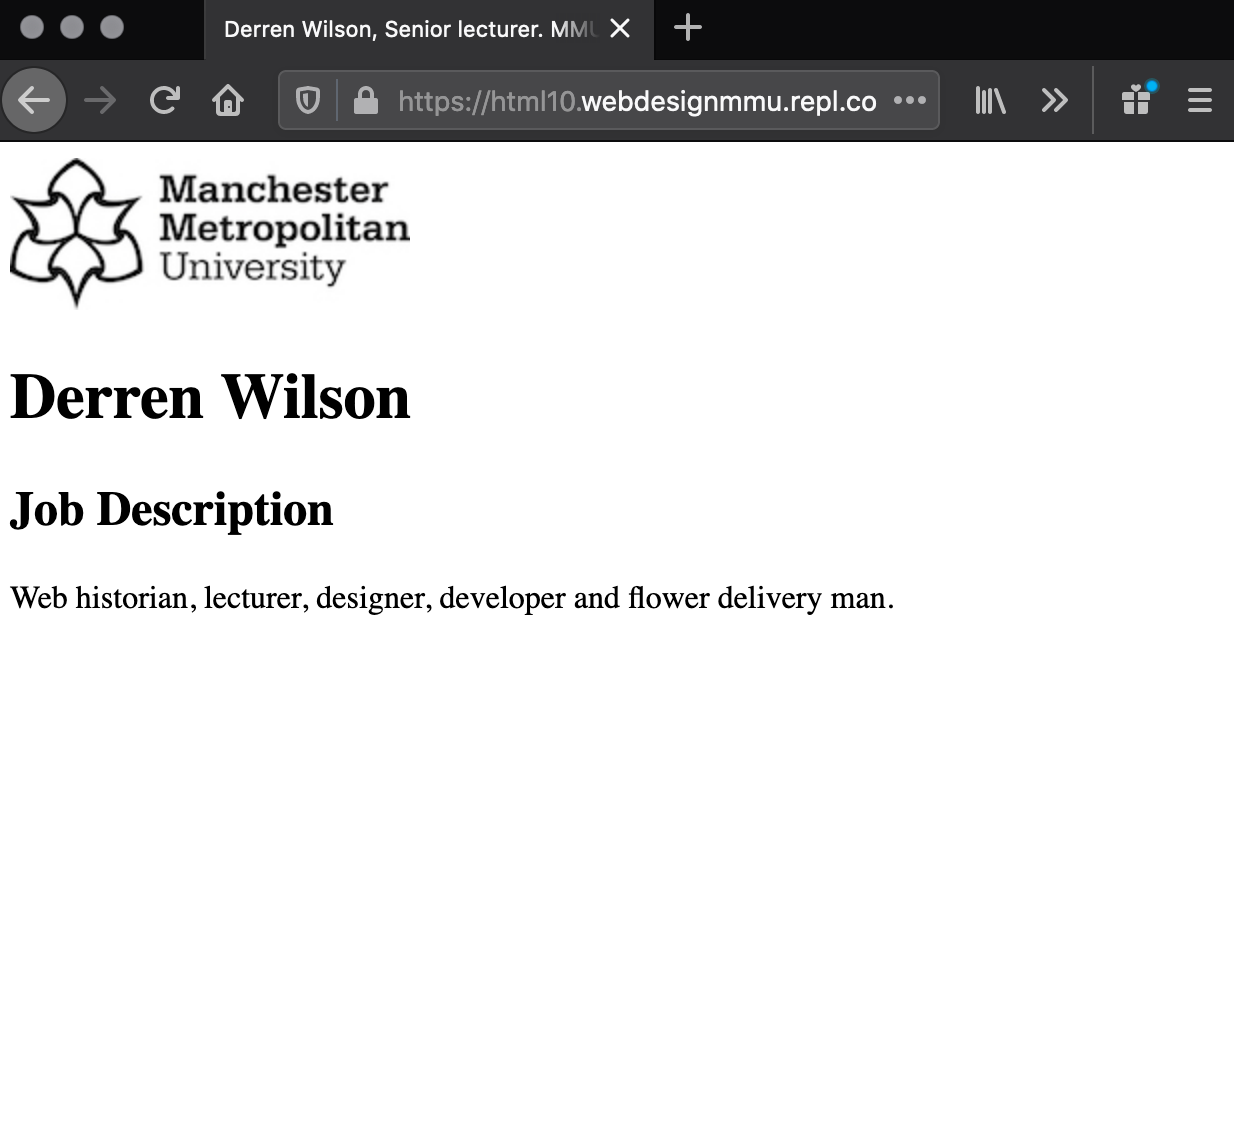 Derren Wilson, Senior lecturer. MMU
https://html10.webdesignmmu.repl.co
Manchester
Metropolitan
University
Derren Wilson
Job Description
Web historian, lecturer, designer, developer and flower delivery man.